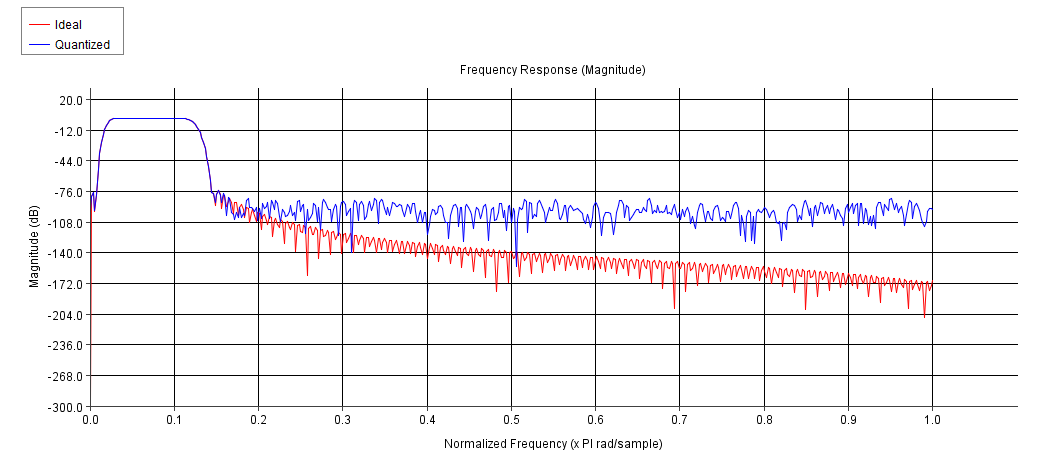 Ideal
Quantized
Frequency Response (Magnitude)
Magnitude (dB)
20.0
-12.0
-44.0
-76.0
-108.0
-140.0
-172.0
-204.0
-236.0
-268.0
-300.0
0.0 0.1 0.2 0.3 0.4 0.5 0.6 0.7 0.8 0.9 1.0
Normalized Frequency (x PI rad/sample)